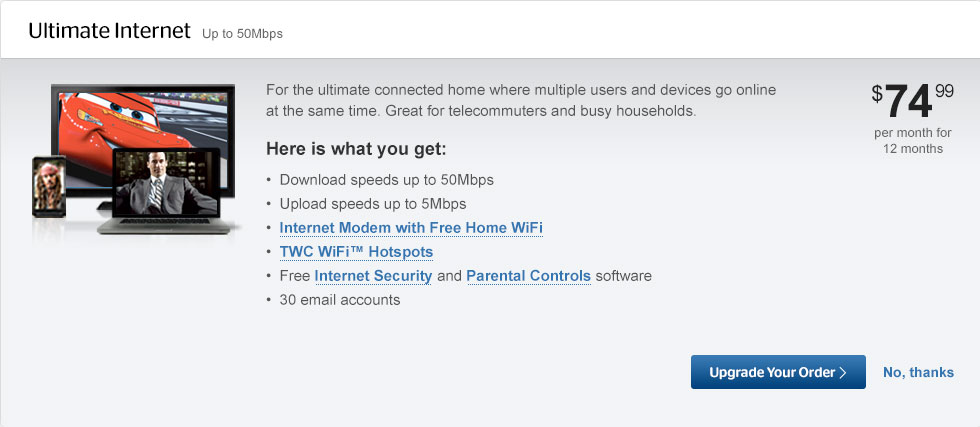 Ultimate Internet Up to 50Mbps
For the ultimate connected home where multiple users and devices go online
at the same time. Great for telecommuters and busy households.
$74.99
per month for
12 months
Here is what you get:
• Download speeds up to 50Mbps
• Upload speeds up to 5Mbps
• Internet Modem with Free Home WiFi
• TWC WiFi™ Hotspots
• Free Internet Security and Parental Controls software
• 30 email accounts
Upgrade Your Order > No, thanks